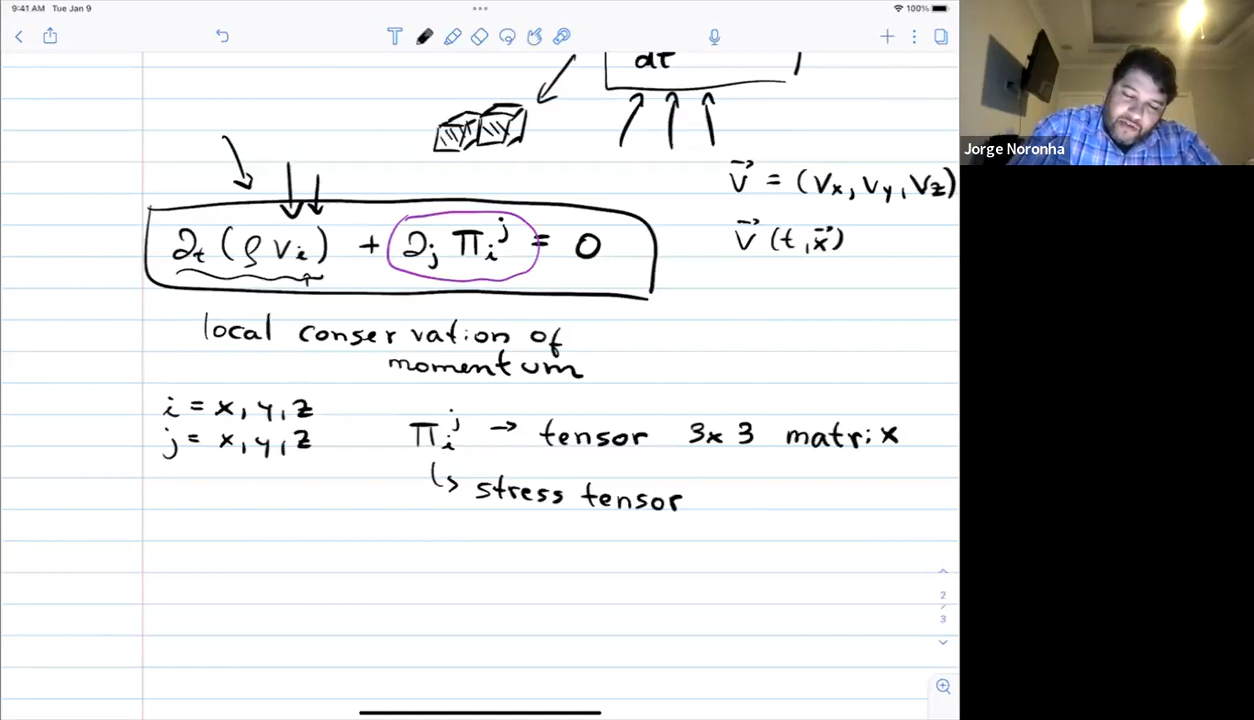 9:41 AM Tue Jan 9
100%
T
dt
Jorge Noronha
v⃗ = (Vx, Vy, Vz)
∂t (ρ vi) + ∂j Πi^j = 0
v⃗ (t, x⃗)
local conservation of
momentum
i = x, y, z
j = x, y, z
Πi^j → tensor 3x3 matrix
↳ stress tensor
2
3